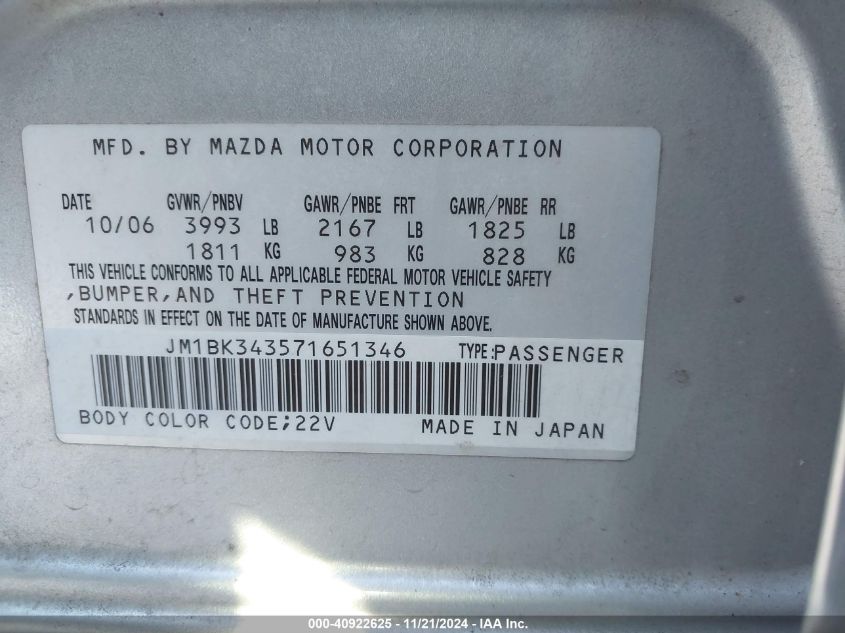 MFD. BY MAZDA MOTOR CORPORATION
DATE GVWR/PNBV GAWR/PNBE FRT GAWR/PNBE RR
10/06 3993 LB 2167 LB 1825 LB
1811 KG 983 KG 828 KG
THIS VEHICLE CONFORMS TO ALL APPLICABLE FEDERAL MOTOR VEHICLE SAFETY
,BUMPER,AND THEFT PREVENTION
STANDARDS IN EFFECT ON THE DATE OF MANUFACTURE SHOWN ABOVE.
JM1BK343571651346 TYPE:PASSENGER
BODY COLOR CODE;22V MADE IN JAPAN
000-40922625 - 11/21/2024 - IAA Inc.